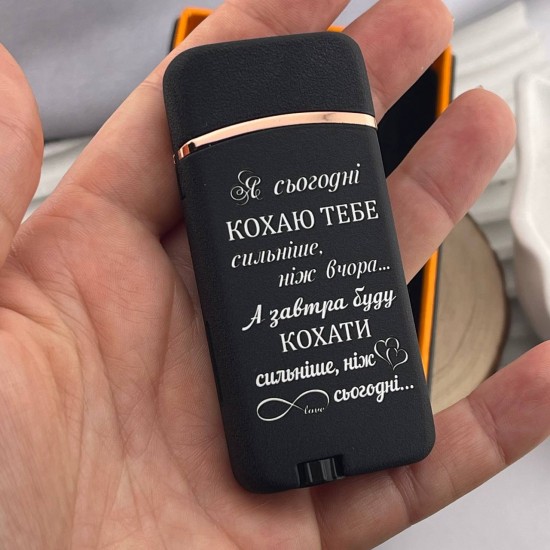 Я сьогодні
КОХАЮ ТЕБЕ
сильніше,
ніж вчора...
А завтра буду
КОХАТИ
сильніше, ніж
love сьогодні...